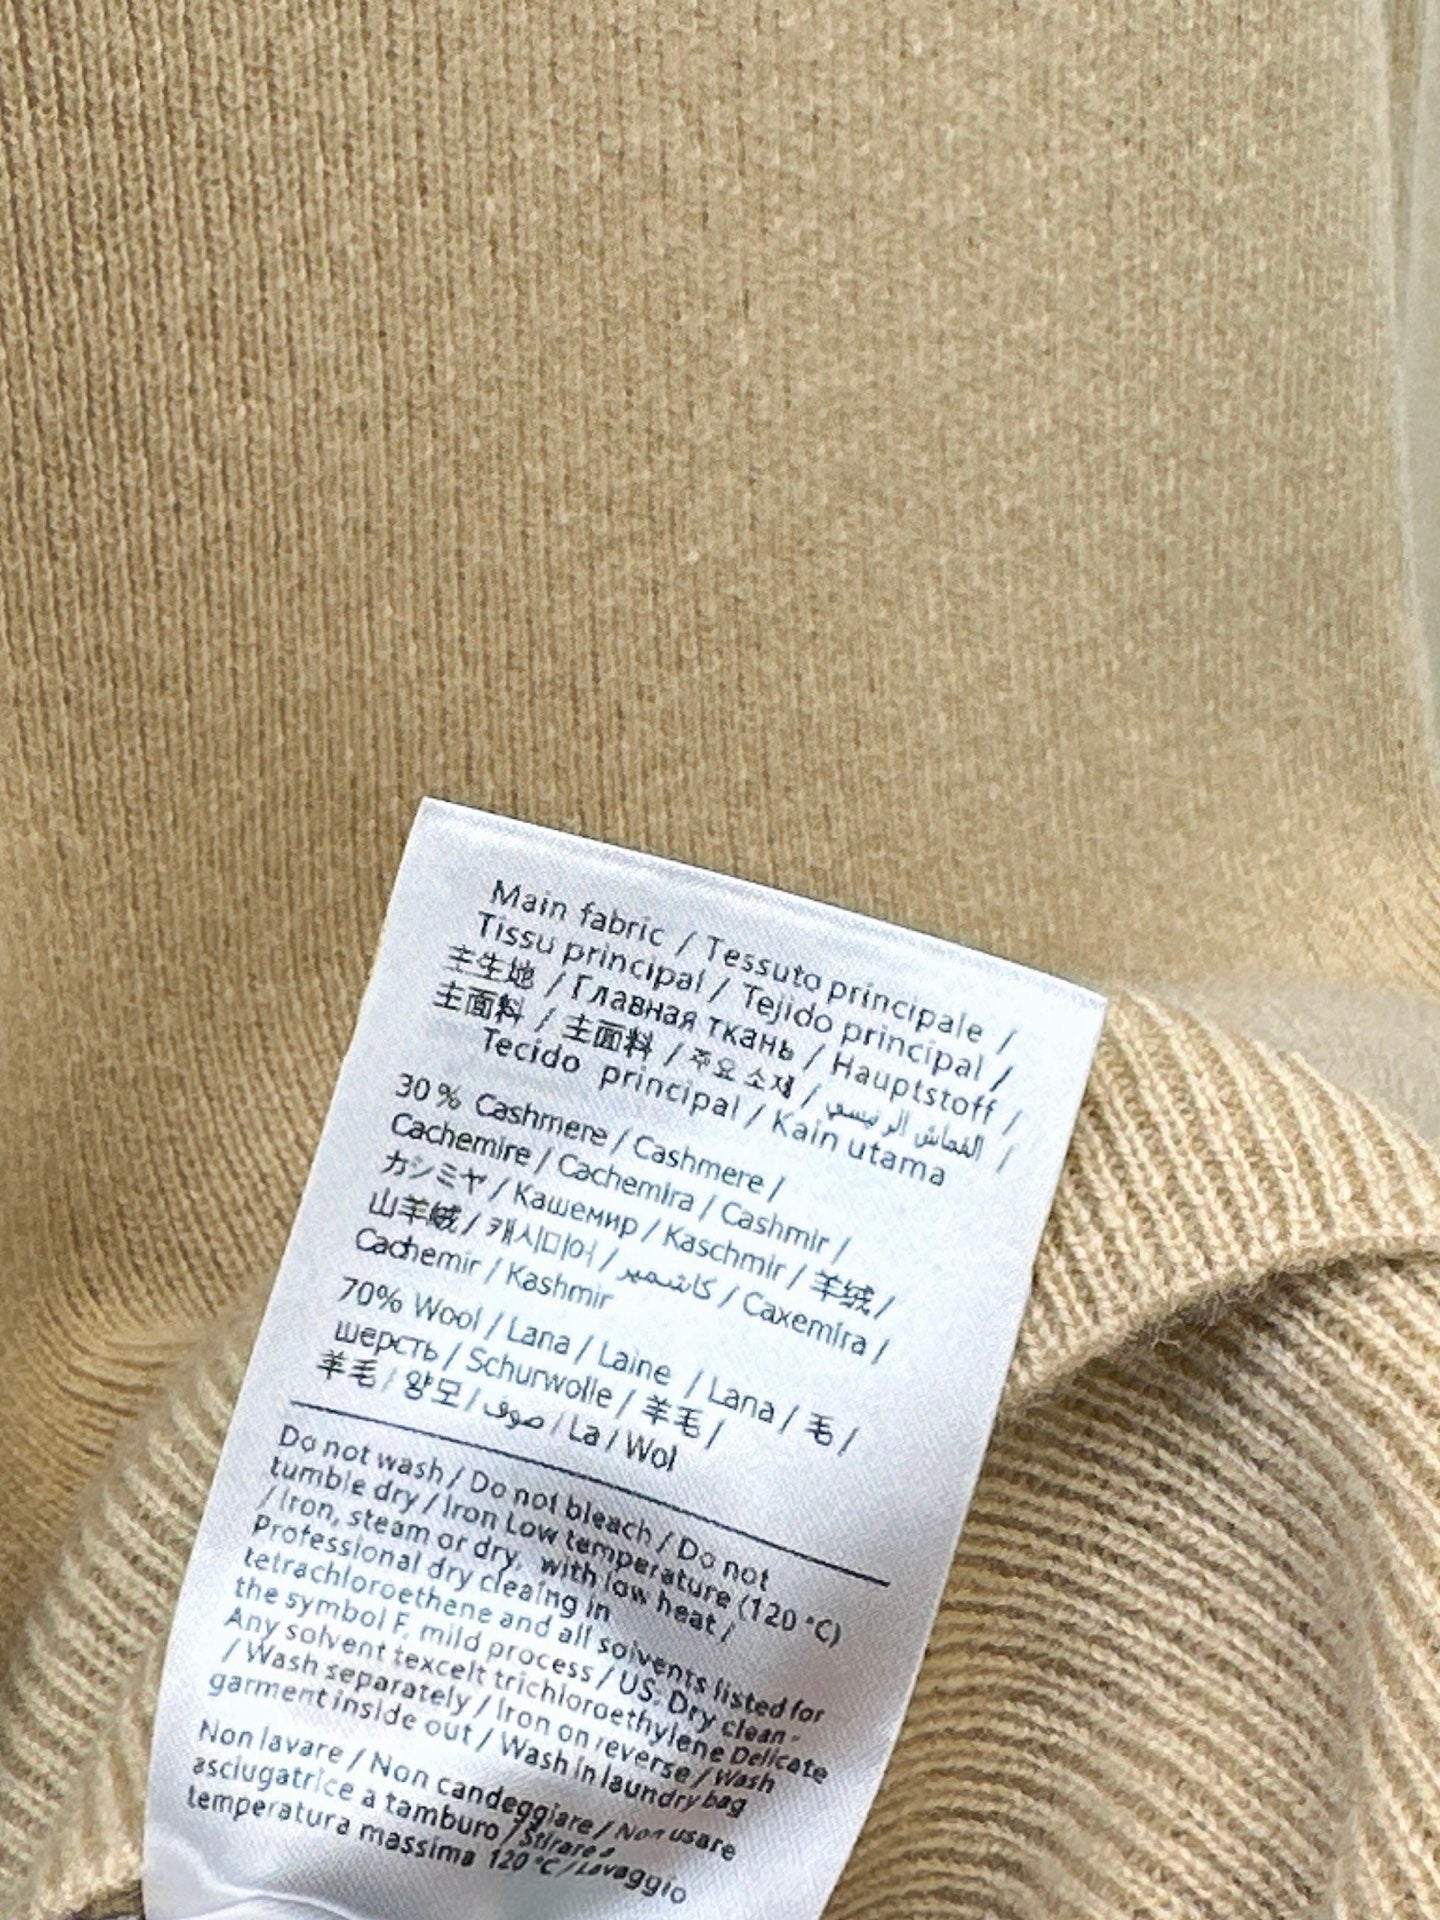 Main fabric / Tessuto principale /
Tissu principal / Tejido principal /
主生地 / Главная ткань / Hauptstoff /
主面料 / 主面料 / 주요 소재 / القماش الرئيسي /
Tecido principal / Kain utama
30 % Cashmere / Cashmere /
Cachemire / Cachemira / Cashmir /
カシミヤ / Кашемир / Kaschmir / 羊绒 /
山羊絨 / 캐시미어 / كاشمير / Caxemira /
Cachemir / Kashmir
70% Wool / Lana / Laine / Lana / 毛 /
шерсть / Schurwolle / 羊毛 /
羊毛 / 양모 / صوف / La / Wol
Do not wash / Do not bleach / Do not
tumble dry / Iron Low temperature (120 °C)
/ Iron, steam or dry, with low heat /
Professional dry cleaing in
tetrachloroethene and all solvents listed for
the symbol F, mild process / US: Dry clean -
Any solvent texcelt trichloroethylene Delicate
/ Wash separately / Iron on reverse / Wash
garment inside out / Wash in laundry bag
Non lavare / Non candeggiare / Non usare
asciugatrice a tamburo / Stirare a
temperatura massima 120 °C / Lavaggio